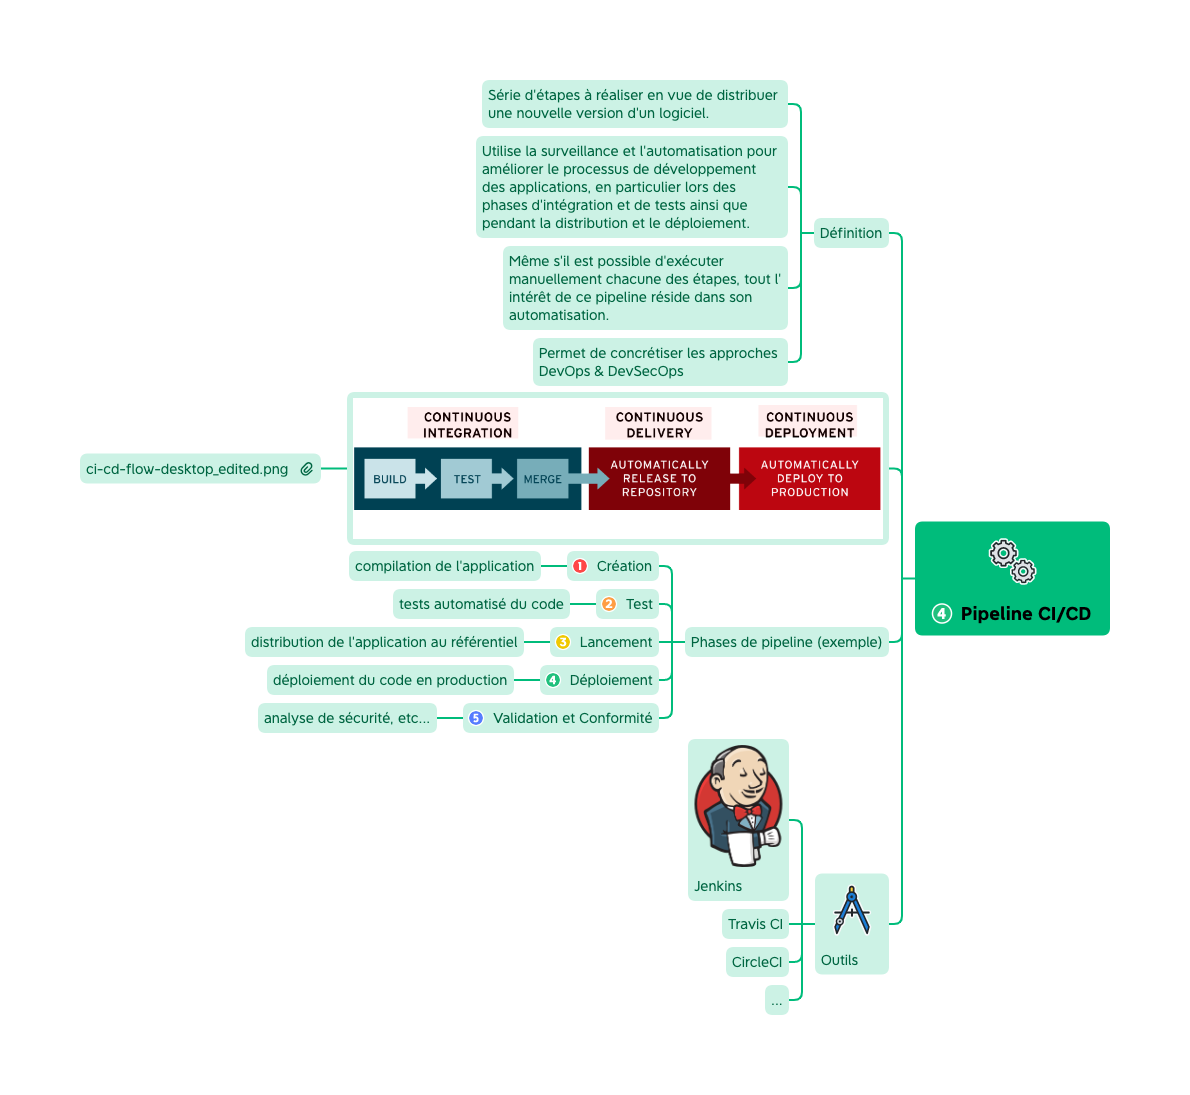 Série d'étapes à réaliser en vue de distribuer
une nouvelle version d'un logiciel.
Utilise la surveillance et l'automatisation pour
améliorer le processus de développement
des applications, en particulier lors des
phases d'intégration et de tests ainsi que
pendant la distribution et le déploiement.
Définition
Même s'il est possible d'exécuter
manuellement chacune des étapes, tout l'
intérêt de ce pipeline réside dans son
automatisation.
Permet de concrétiser les approches
DevOps & DevSecOps
ci-cd-flow-desktop_edited.png
CONTINUOUS
INTEGRATION
BUILD
TEST
MERGE
CONTINUOUS
DELIVERY
AUTOMATICALLY
RELEASE TO
REPOSITORY
CONTINUOUS
DEPLOYMENT
AUTOMATICALLY
DEPLOY TO
PRODUCTION
4 Pipeline CI/CD
compilation de l'application
1 Création
tests automatisé du code
2 Test
distribution de l'application au référentiel
3 Lancement
Phases de pipeline (exemple)
déploiement du code en production
4 Déploiement
analyse de sécurité, etc...
5 Validation et Conformité
Jenkins
Travis CI
CircleCI
Outils
...